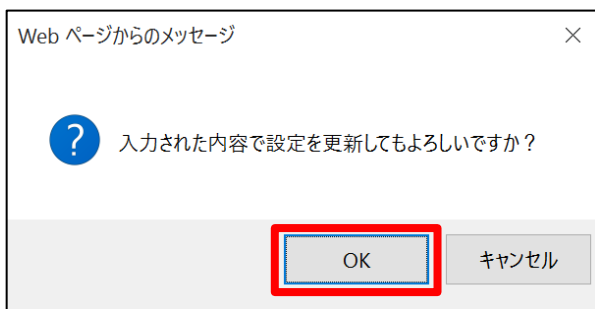 Web ページからのメッセージ
入力された内容で設定を更新してもよろしいですか？
OK
キャンセル